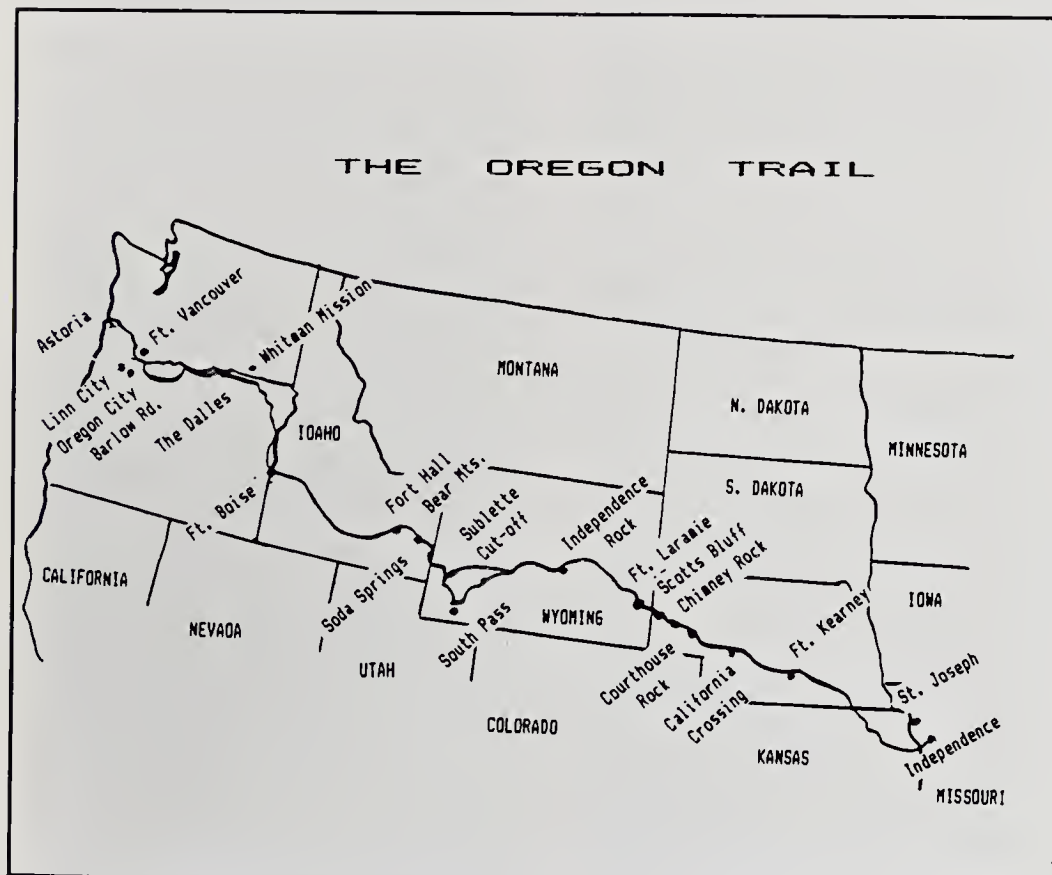 THE OREGON TRAIL
Astoria
Ft. Vancouver
Whitman Mission
Linn City
Oregon City
Barlow Rd.
The Dalles
IDAHO
MONTANA
N. DAKOTA
MINNESOTA
S. DAKOTA
Ft. Boise
Fort Hall
Bear Mts.
Sublette
Cut-off
Independence
Rock
Ft. Laramie
Scotts Bluff
Chimney Rock
CALIFORNIA
NEVADA
Soda Springs
UTAH
South Pass
WYOMING
COLORADO
Courthouse
Rock
California
Crossing
Ft. Kearney
IOWA
St. Joseph
KANSAS
Independence
MISSOURI